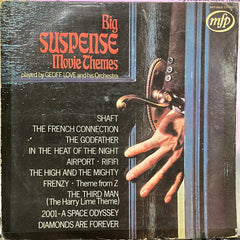 Big
SUSPENSE
Movie Themes
played by GEOFF LOVE and his Orchestra
mfp
SHAFT
THE FRENCH CONNECTION
THE GODFATHER
IN THE HEAT OF THE NIGHT
AIRPORT · RIFIFI
THE HIGH AND THE MIGHTY
FRENZY · Theme from Z
THE THIRD MAN
(The Harry Lime Theme)
2001 - A SPACE ODYSSEY
DIAMONDS ARE FOREVER